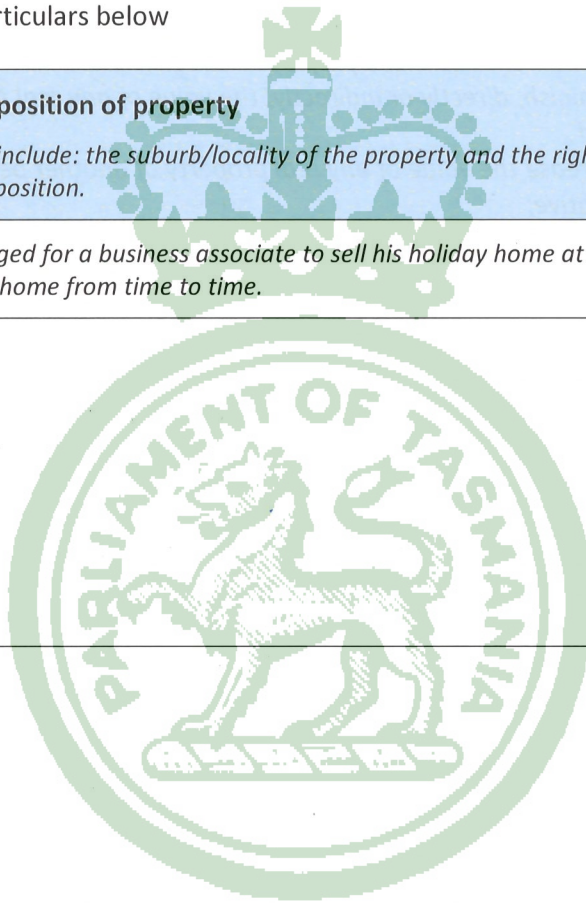 rticulars below
position of property
include: the suburb/locality of the property and the righ
position.
ged for a business associate to sell his holiday home at
home from time to time.
PARLIAMENT OF TASMANIA